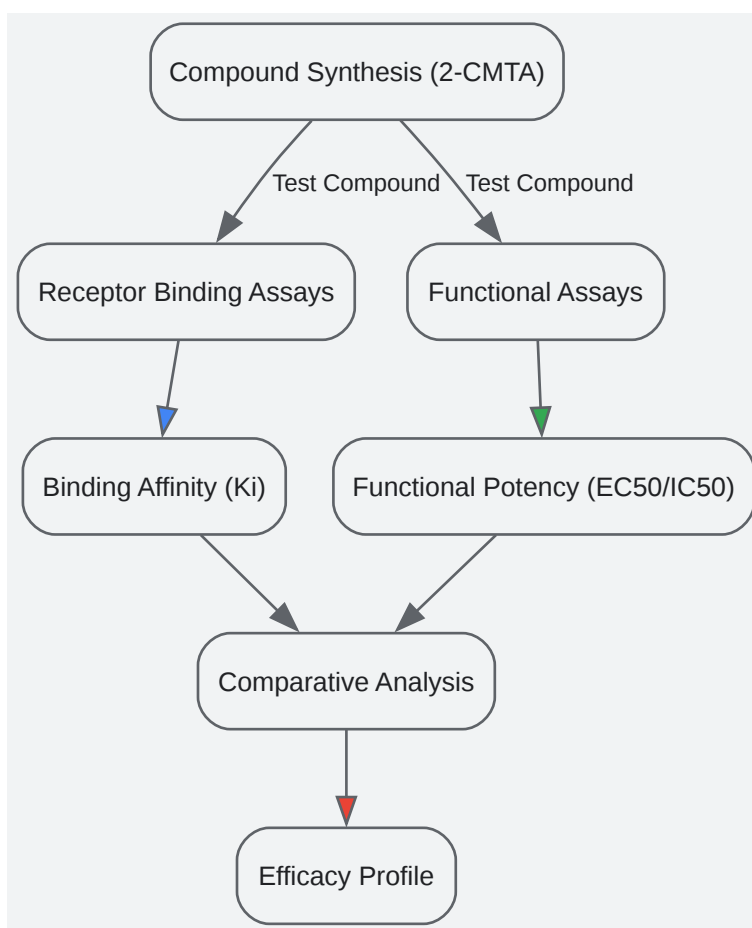 Compound Synthesis (2-CMTA)
Test Compound
Test Compound
Receptor Binding Assays
Functional Assays
Binding Affinity (Ki)
Functional Potency (EC50/IC50)
Comparative Analysis
Efficacy Profile